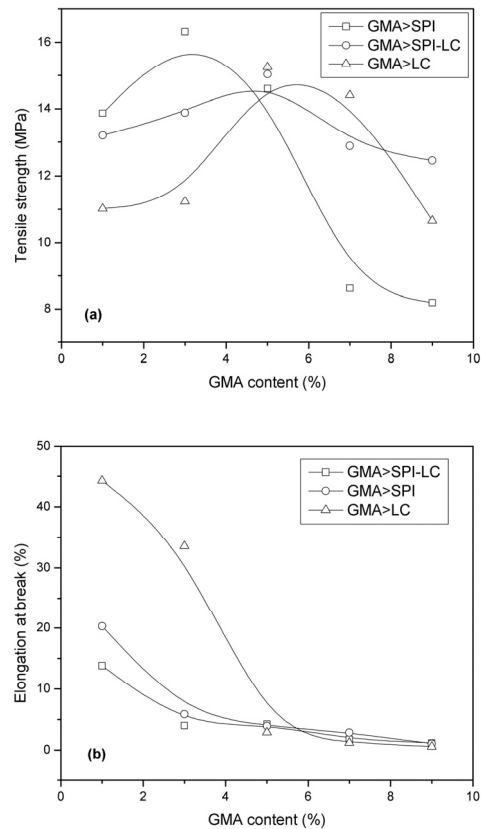 16
14
12
10
8
Tensile strength (MPa)
GMA>SPI
GMA>SPI-LC
GMA>LC
(a)
0 2 4 6 8 10
GMA content (%)
50
40
30
20
10
0
Elongation at break (%)
GMA>SPI-LC
GMA>SPI
GMA>LC
(b)
0 2 4 6 8 10
GMA content (%)